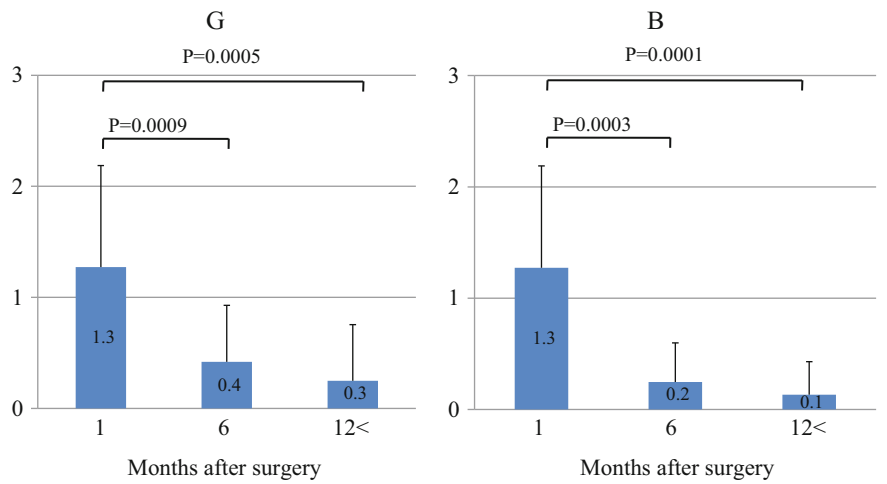 G
P=0.0005
3
P=0.0009
2
1
1.3
0.4
0.3
0
1 6 12<
Months after surgery
B
P=0.0001
3
P=0.0003
2
1
1.3
0.2
0.1
0
1 6 12<
Months after surgery